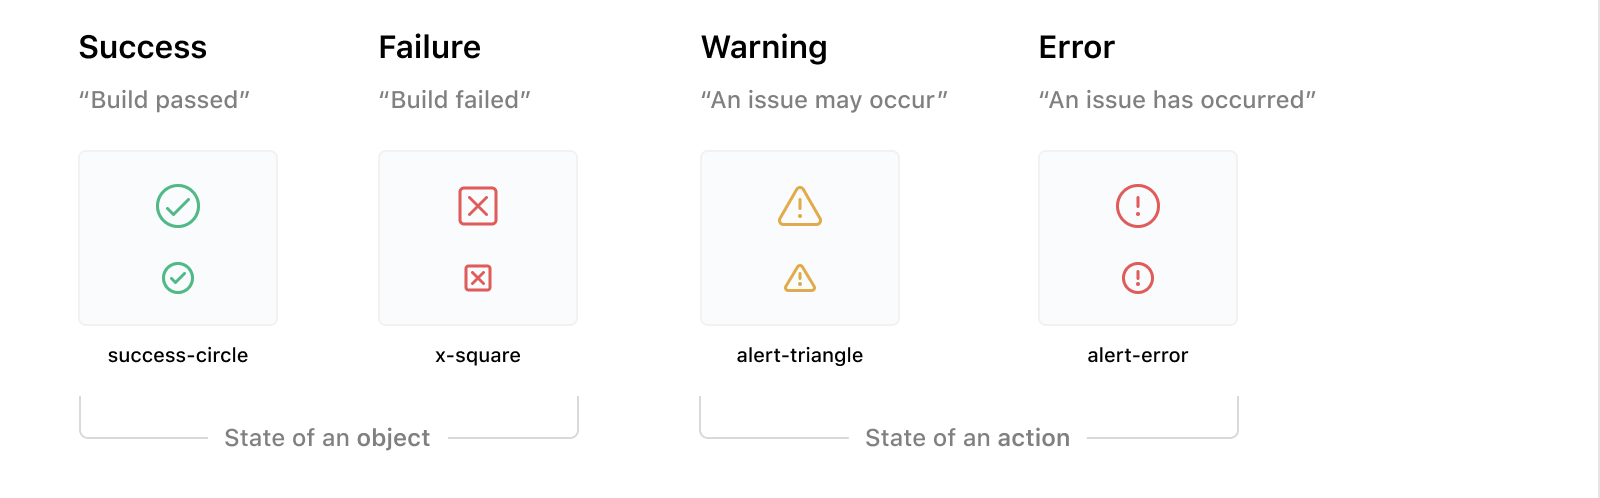 Success
“Build passed”
success-circle
Failure
“Build failed”
x-square
State of an object
Warning
“An issue may occur”
alert-triangle
Error
“An issue has occurred”
alert-error
State of an action